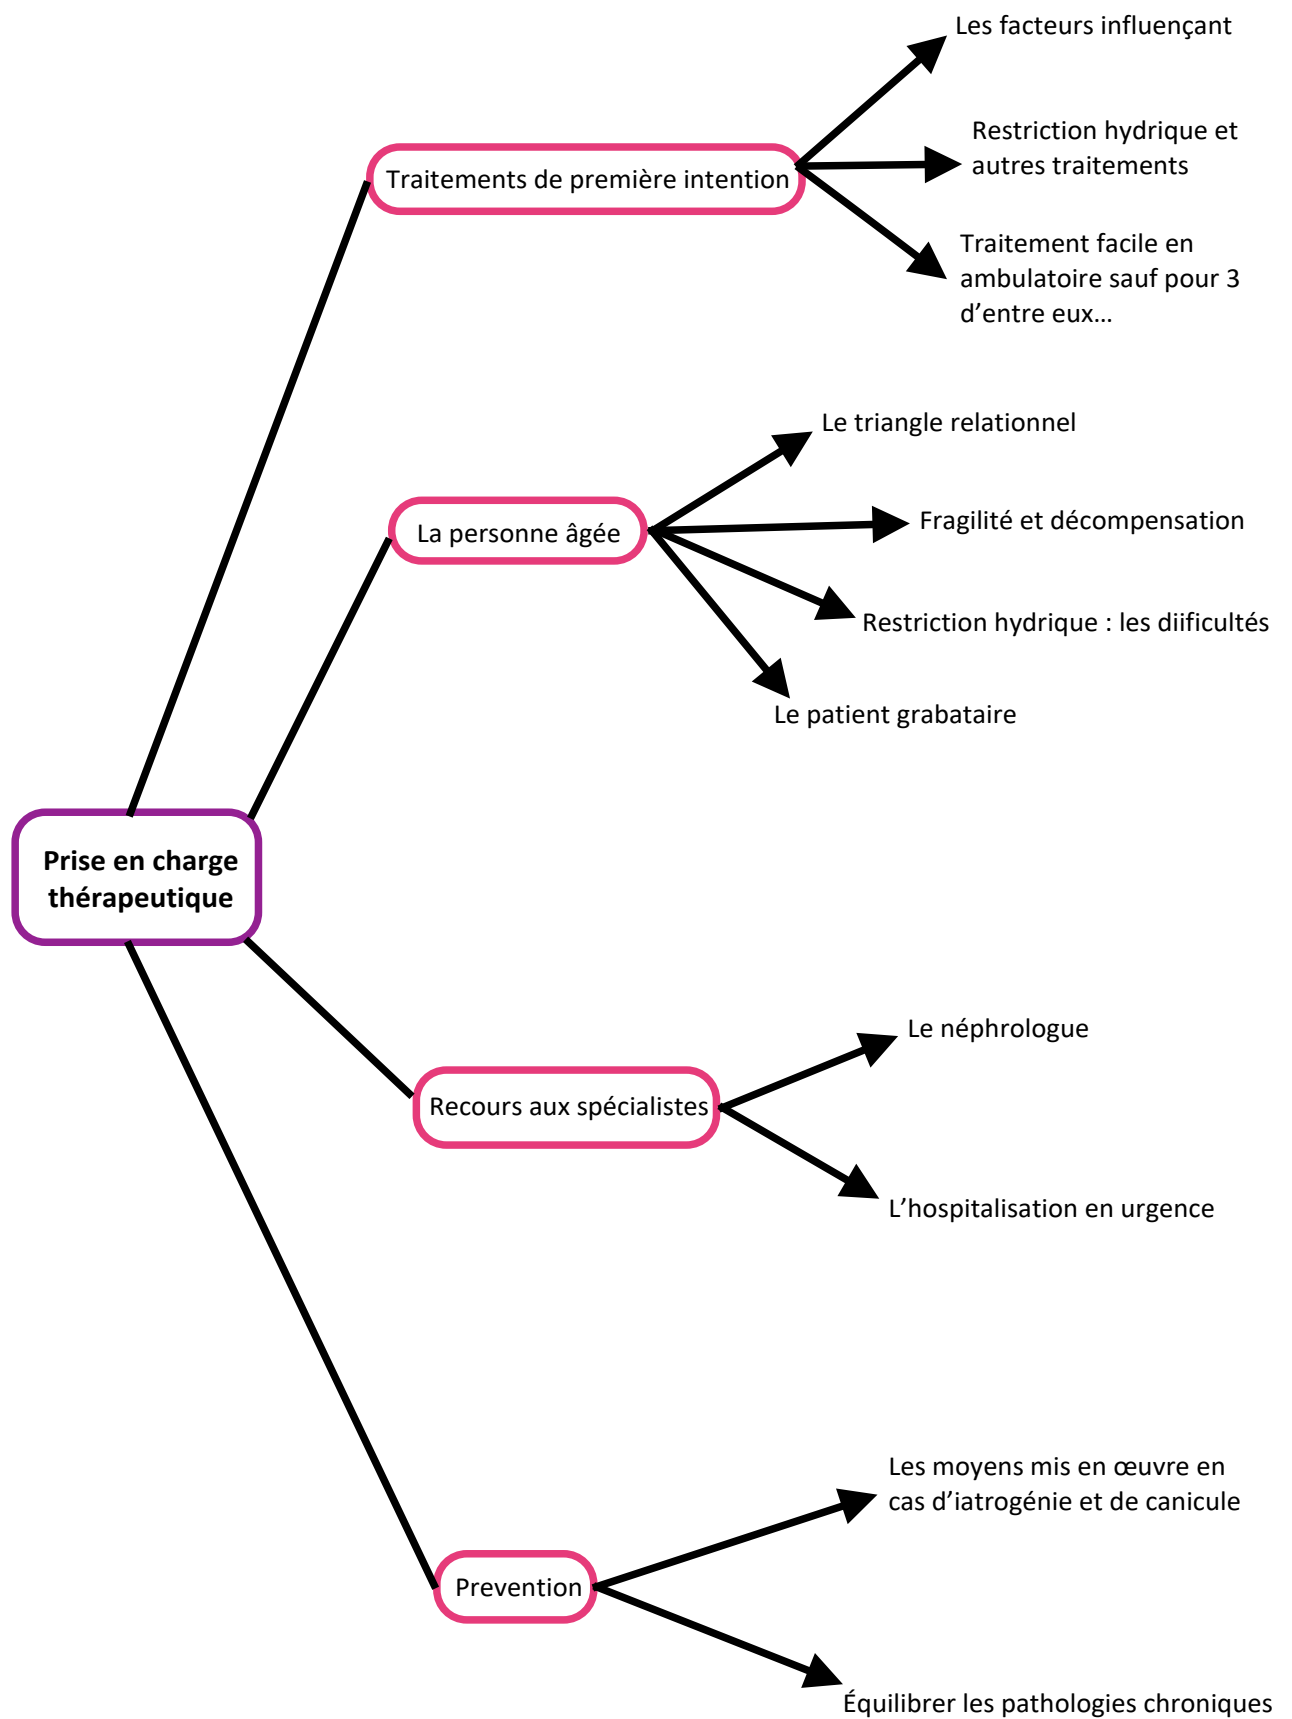 Les facteurs influençant
Traitements de première intention
Restriction hydrique et
autres traitements
Traitement facile en
ambulatoire sauf pour 3
d’entre eux…
Le triangle relationnel
La personne âgée
Fragilité et décompensation
Restriction hydrique : les diificultés
Le patient grabataire
Prise en charge
thérapeutique
Le néphrologue
Recours aux spécialistes
L’hospitalisation en urgence
Les moyens mis en œuvre en
cas d’iatrogénie et de canicule
Prevention
Équilibrer les pathologies chroniques